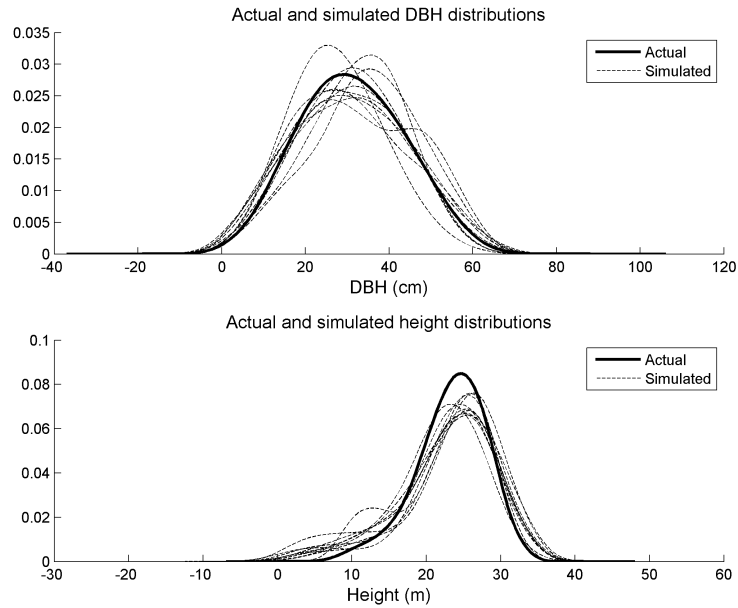 Actual and simulated DBH distributions
0.035
0.03
0.025
0.02
0.015
0.01
0.005
0
Actual
Simulated
-40 -20 0 20 40 60 80 100 120
DBH (cm)
Actual and simulated height distributions
0.1
0.08
0.06
0.04
0.02
0
Actual
Simulated
-30 -20 -10 0 10 20 30 40 50 60
Height (m)